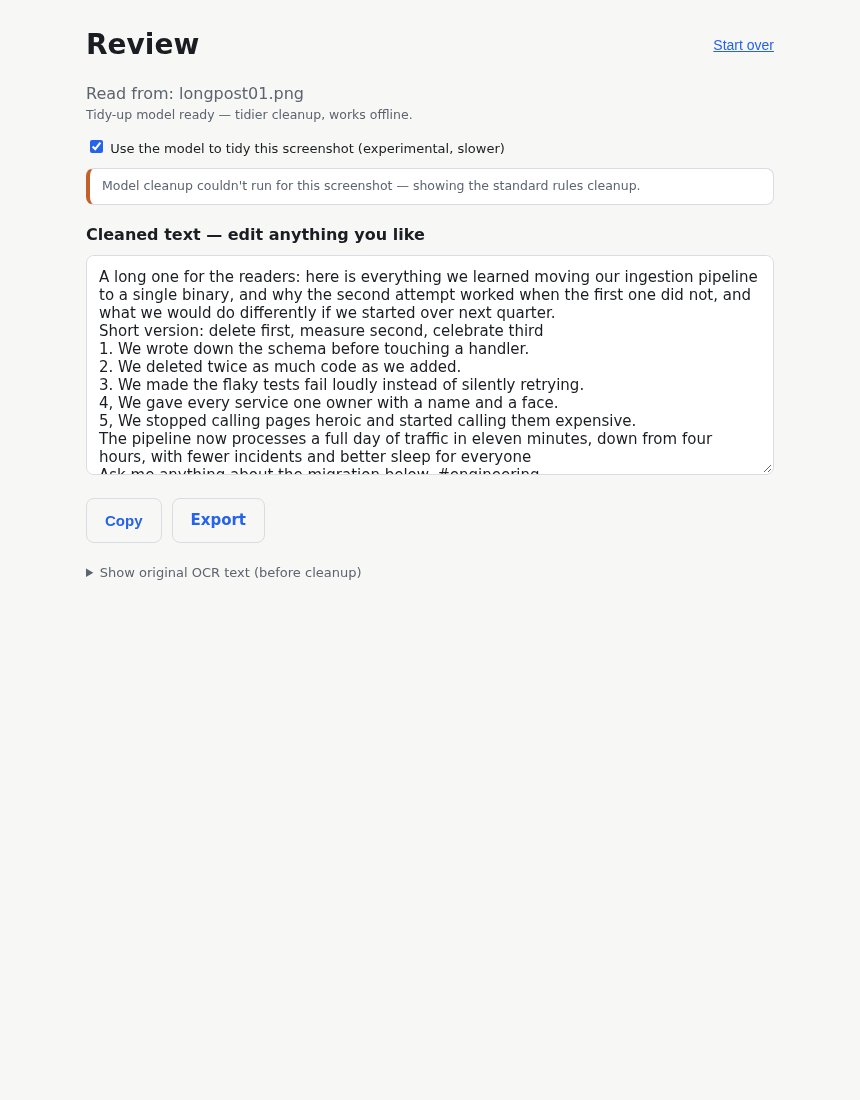 Review
Start over
Read from: longpost01.png
Tidy-up model ready — tidier cleanup, works offline.
Use the model to tidy this screenshot (experimental, slower)
Model cleanup couldn't run for this screenshot — showing the standard rules cleanup.
Cleaned text — edit anything you like
A long one for the readers: here is everything we learned moving our ingestion pipeline
to a single binary, and why the second attempt worked when the first one did not, and
what we would do differently if we started over next quarter.
Short version: delete first, measure second, celebrate third
1. We wrote down the schema before touching a handler.
2. We deleted twice as much code as we added.
3. We made the flaky tests fail loudly instead of silently retrying.
4, We gave every service one owner with a name and a face.
5, We stopped calling pages heroic and started calling them expensive.
The pipeline now processes a full day of traffic in eleven minutes, down from four
hours, with fewer incidents and better sleep for everyone
Ask me anything about the migration below. #engineering
Copy
Export
Show original OCR text (before cleanup)